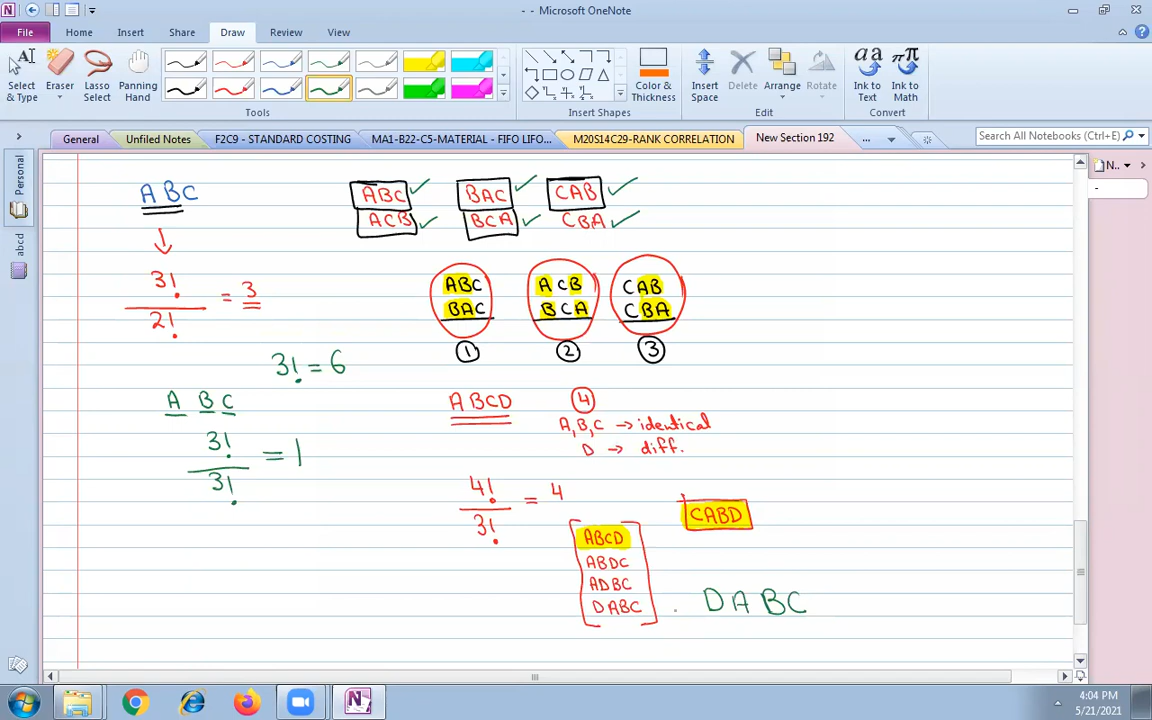 - - Microsoft OneNote
File Home Insert Share Draw Review View
Select & Type Eraser Lasso Select Panning Hand Color & Thickness Insert Space Delete Arrange Rotate Ink to Text Ink to Math
Tools Insert Shapes Edit Convert
General Unfiled Notes F2C9 - STANDARD COSTING MA1-B22-C5-MATERIAL - FIFO LIFO... M20S14C29-RANK CORRELATION New Section 192 ... Search All Notebooks (Ctrl+E)
Personal
abcd
N..
-
ABC ABC BAC CAB
ACB BCA CBA
3! / 2! = 3
ABC ACB CAB
BAC BCA CBA
1 2 3
3! = 6
A B C
3! / 3! = 1
ABCD 4
A, B, C → identical
D → diff.
4! / 3! = 4
CABD
ABCD
ABDC
ADBC
DABC
DABC
4:04 PM
5/21/2021